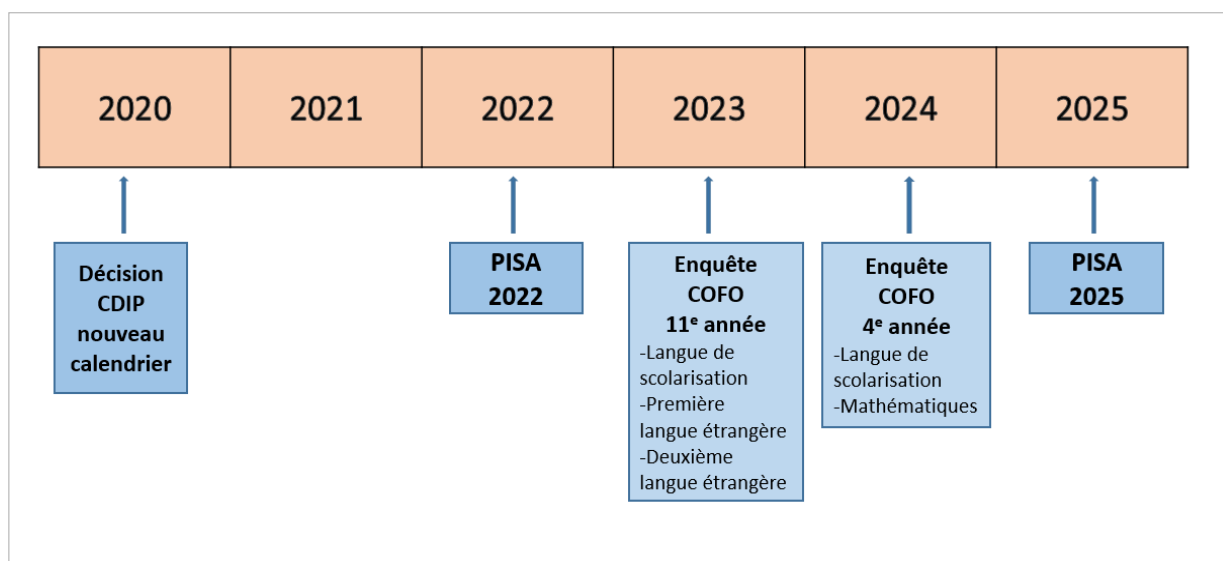 2020
2021
2022
2023
2024
2025
Décision
CDIP
nouveau
calendrier
PISA
2022
Enquête
COFO
11e année
-Langue de
scolarisation
-Première
langue étrangère
-Deuxième
langue étrangère
Enquête
COFO
4e année
-Langue de
scolarisation
-Mathématiques
PISA
2025